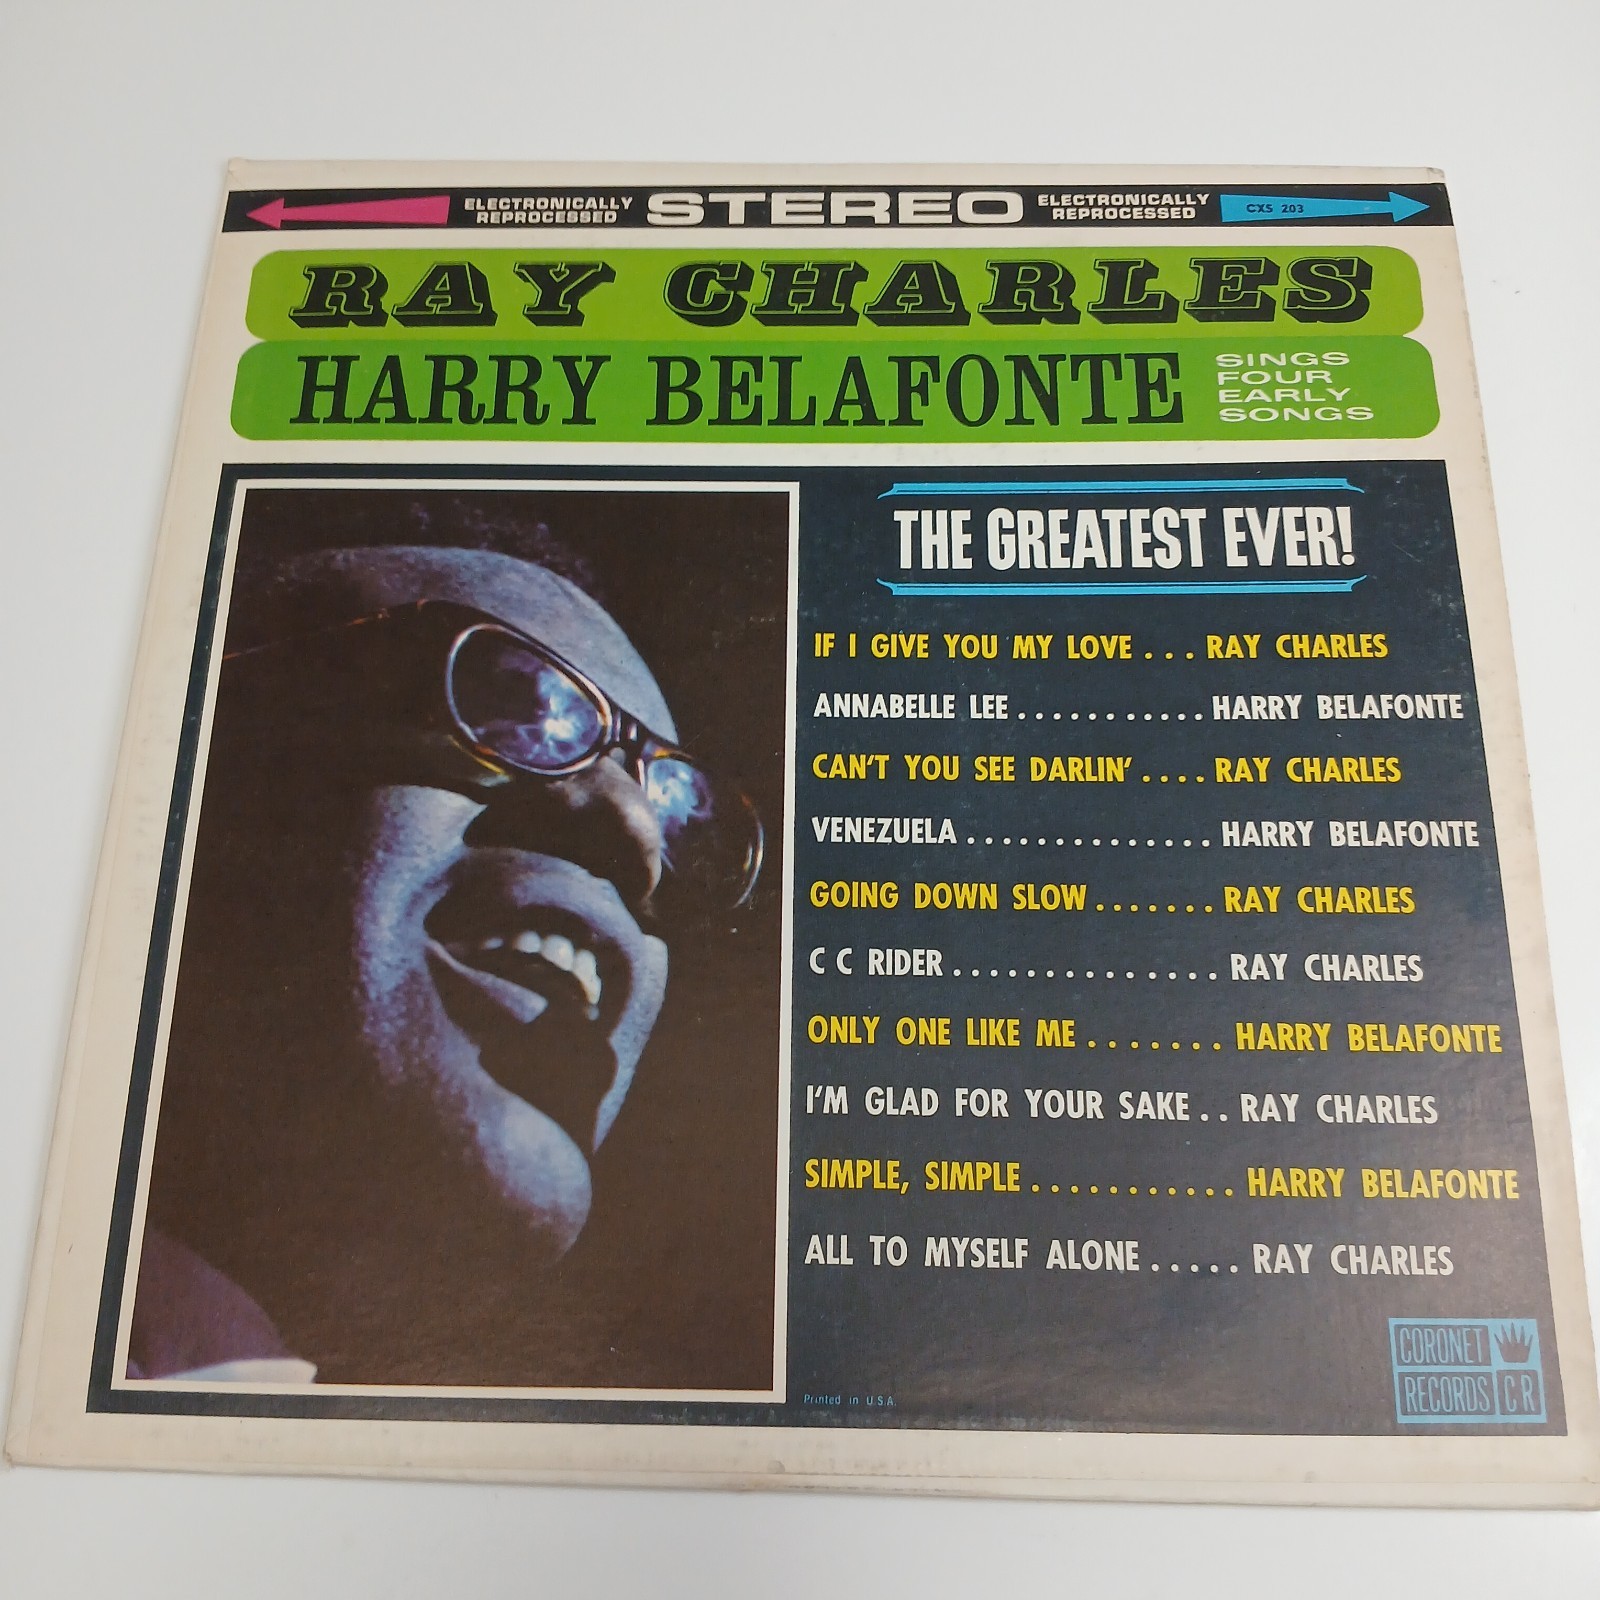 ELECTRONICALLY REPROCESSED STEREO ELECTRONICALLY REPROCESSED CXS 203
RAY CHARLES
HARRY BELAFONTE
SINGS
FOUR
EARLY
SONGS
THE GREATEST EVER!
IF I GIVE YOU MY LOVE . . . RAY CHARLES
ANNABELLE LEE . . . . . . . . . . . HARRY BELAFONTE
CAN'T YOU SEE DARLIN' . . . . RAY CHARLES
VENEZUELA . . . . . . . . . . . . . . HARRY BELAFONTE
GOING DOWN SLOW . . . . . . . RAY CHARLES
C C RIDER . . . . . . . . . . . . . . . RAY CHARLES
ONLY ONE LIKE ME . . . . . . . HARRY BELAFONTE
I'M GLAD FOR YOUR SAKE . . RAY CHARLES
SIMPLE, SIMPLE . . . . . . . . . . . HARRY BELAFONTE
ALL TO MYSELF ALONE . . . . . RAY CHARLES
Printed in U.S.A.
CORONET
RECORDS CR